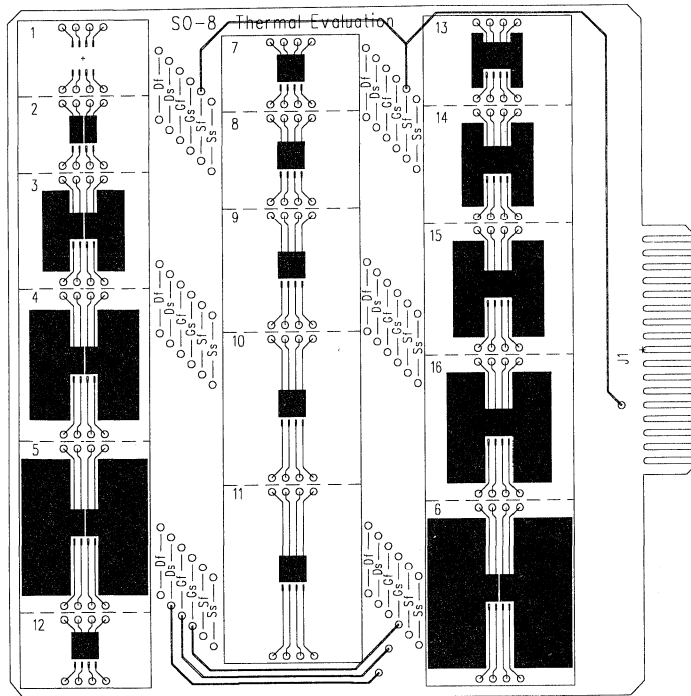 SO-8 Thermal Evaluation
1
2
3
4
5
12
Df
Ds
Gf
Gs
Sf
Ss
Df
Ds
Gf
Gs
Sf
Ss
Df
Ds
Gf
Gs
Sf
Ss
7
8
9
10
11
Df
Ds
Gf
Gs
Sf
Ss
Df
Ds
Gf
Gs
Sf
Ss
Df
Ds
Gf
Gs
Sf
Ss
13
14
15
16
6
J1